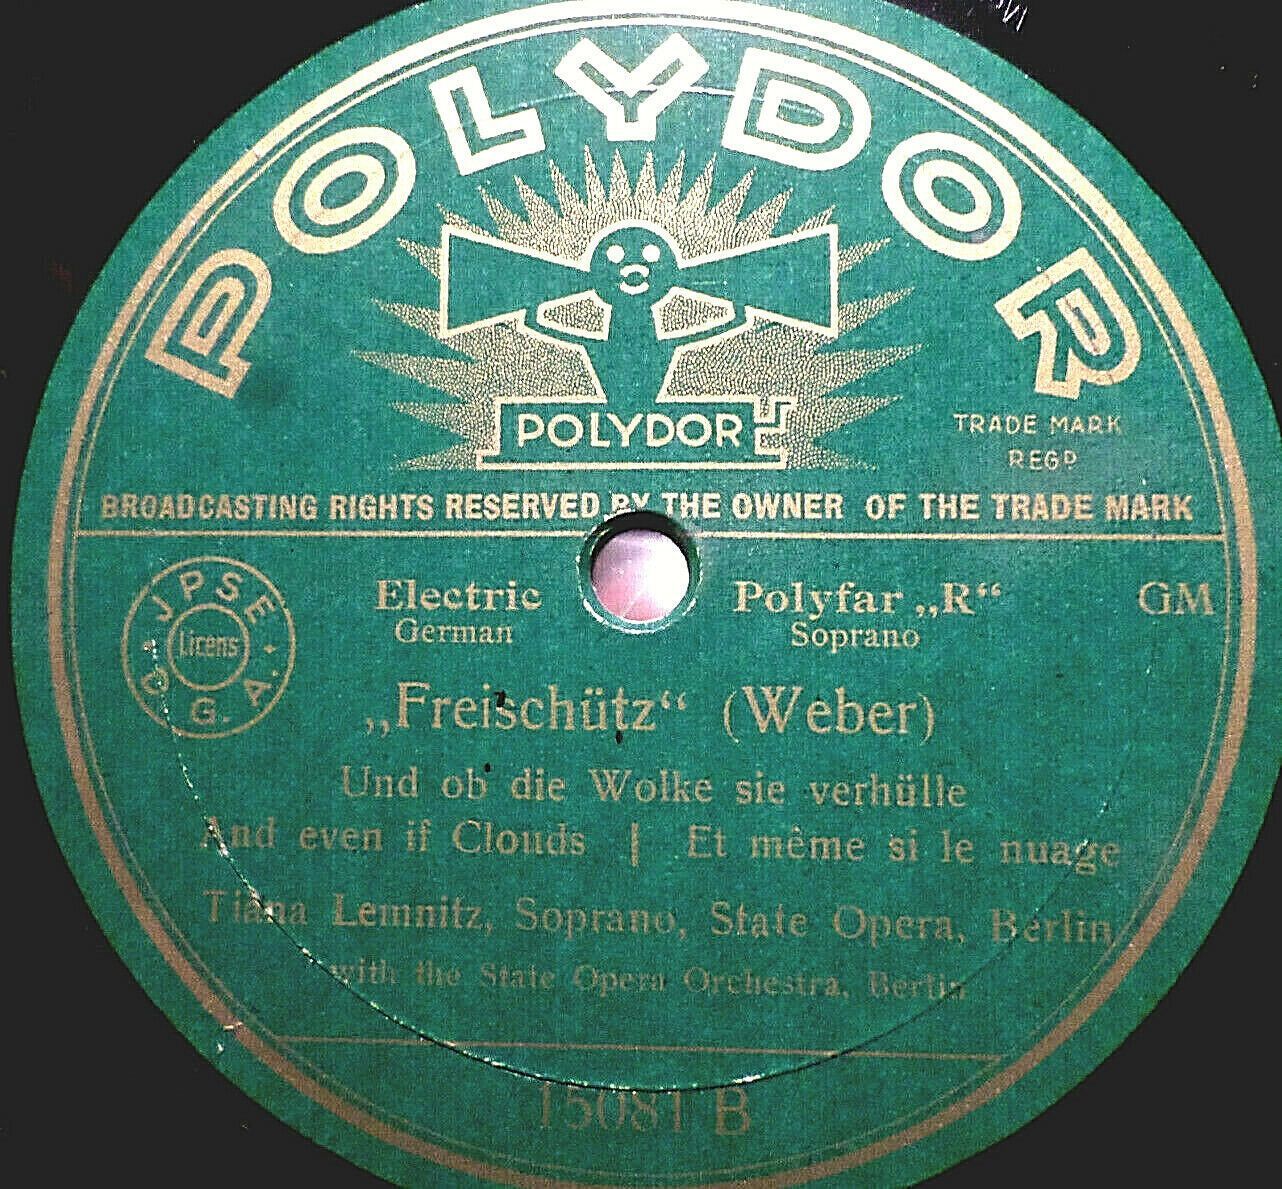 POLYDOR
POLYDOR
TRADE MARK
REGD
BROADCASTING RIGHTS RESERVED BY THE OWNER OF THE TRADE MARK
JPSE
Licens
D. G. A.
Electric
German
Polyfar „R“
Soprano
GM
„Freischütz“ (Weber)
Und ob die Wolke sie verhülle
And even if Clouds | Et même si le nuage
Tiana Lemnitz, Soprano, State Opera, Berlin
with the State Opera Orchestra, Berlin
15081 B